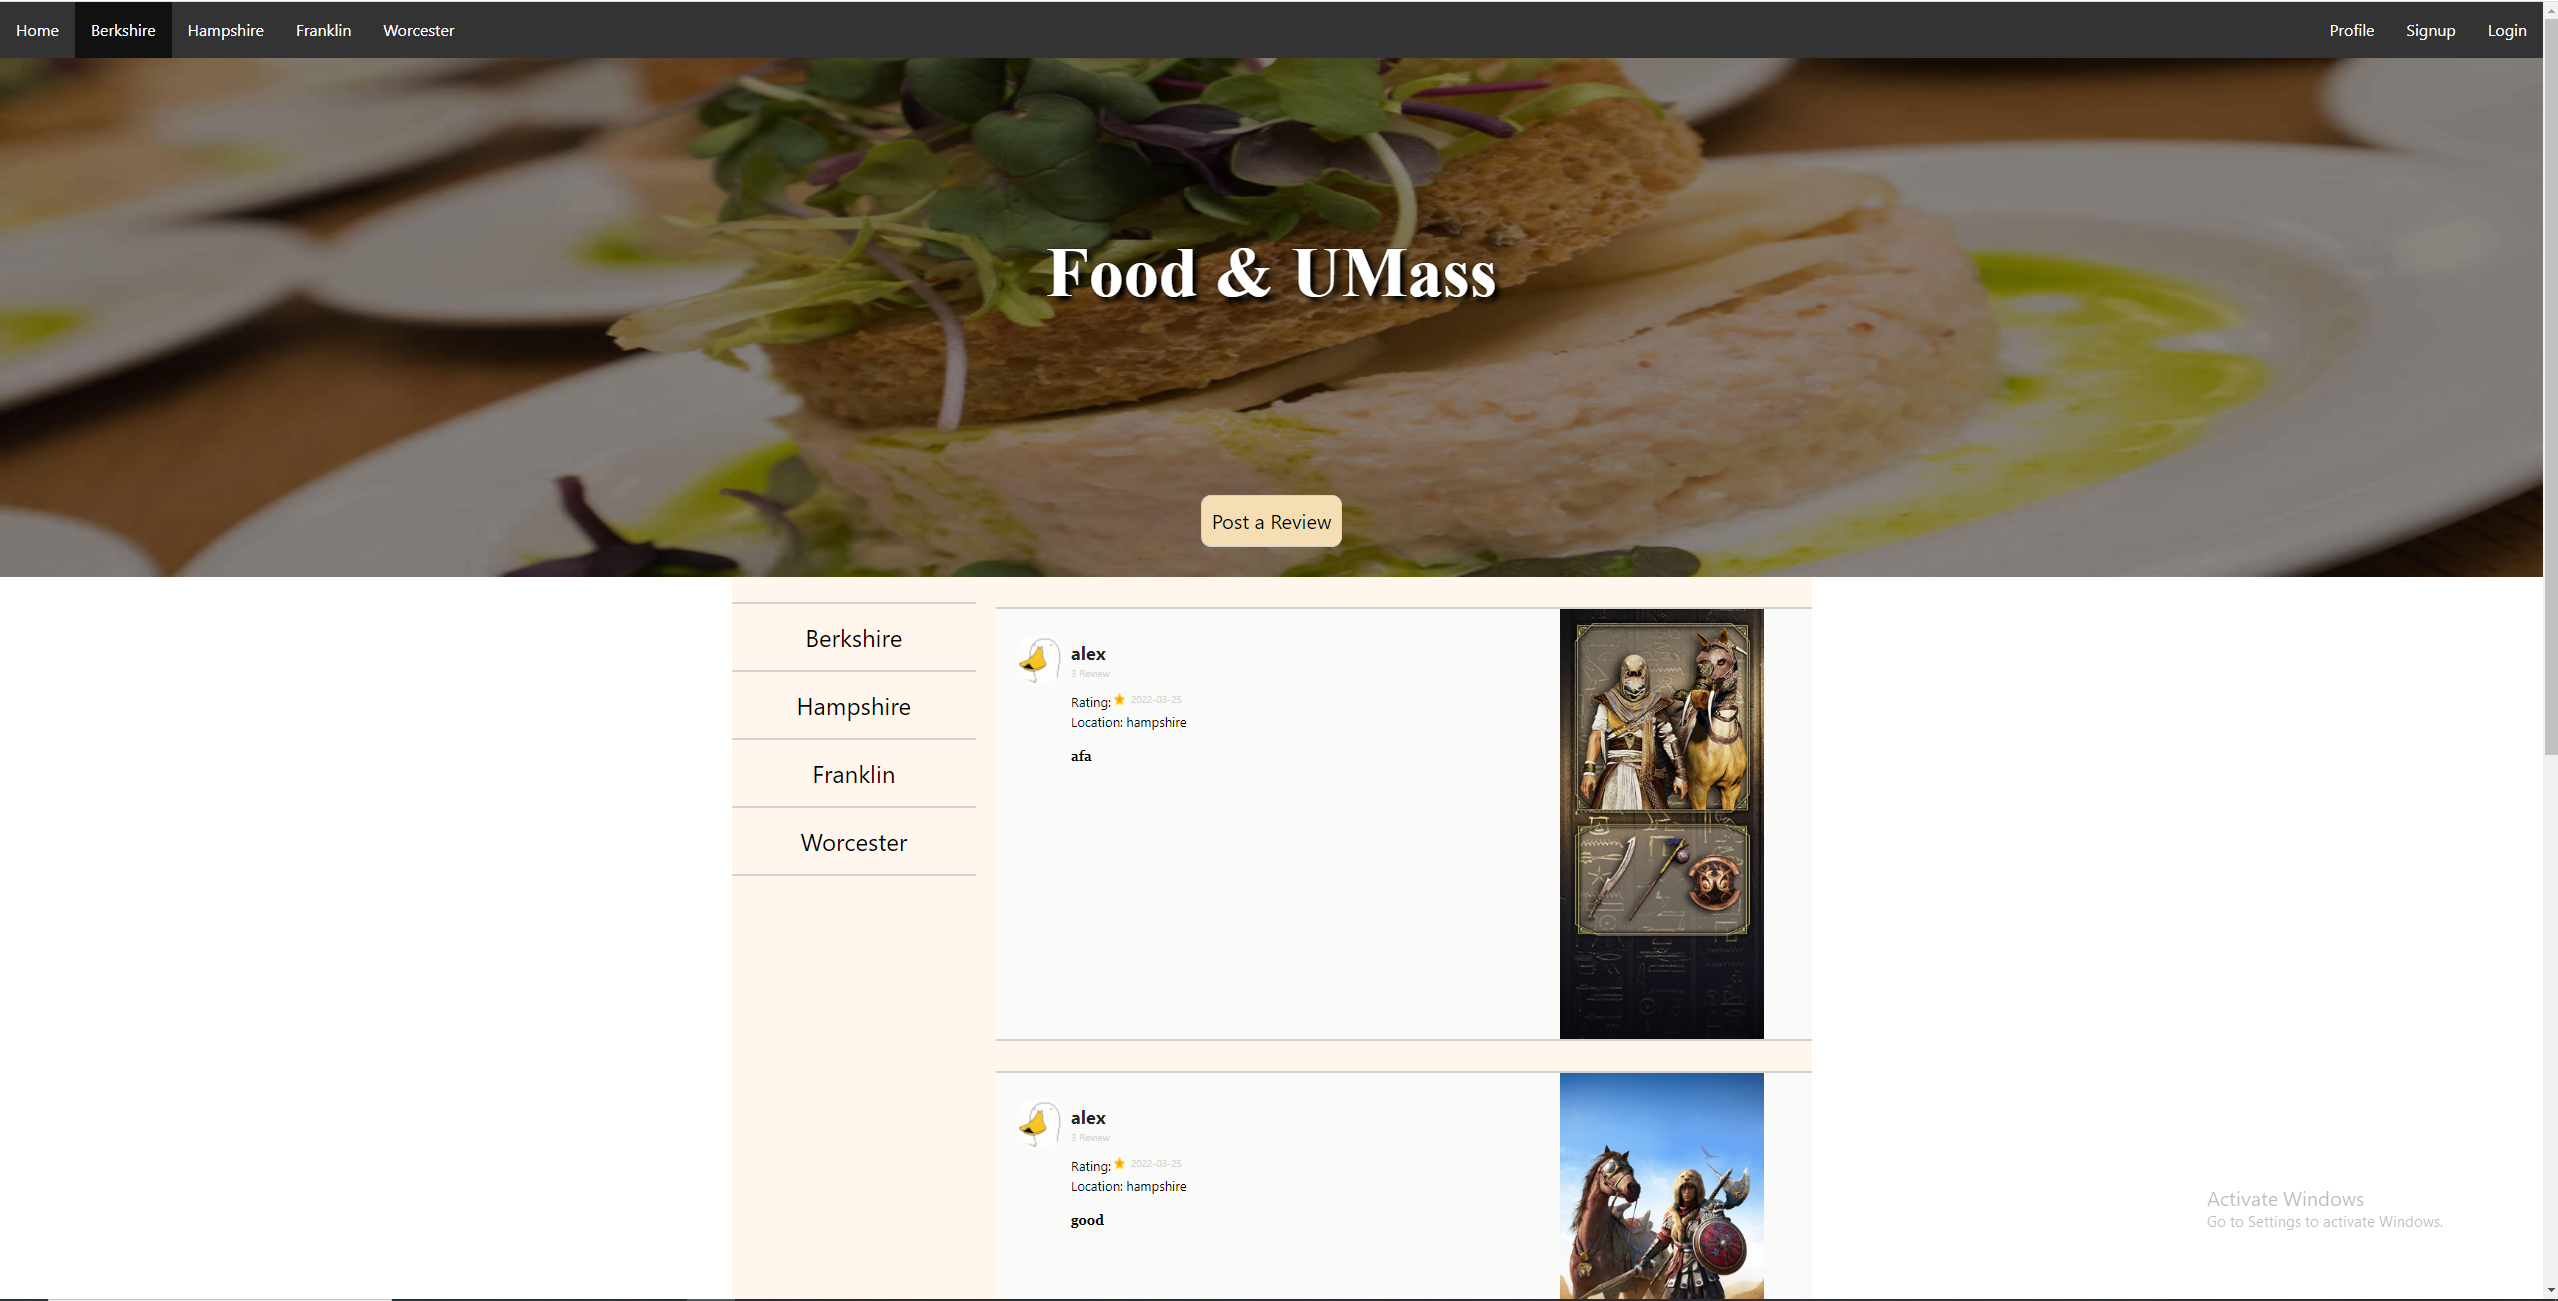 Home Berkshire Hampshire Franklin Worcester Profile Signup Login
Food & UMass
Post a Review
Berkshire
Hampshire
Franklin
Worcester
alex
3 Review
Rating: 2022-03-25
Location: hampshire
afa
alex
3 Review
Rating: 2022-03-25
Location: hampshire
good
Activate Windows
Go to Settings to activate Windows.